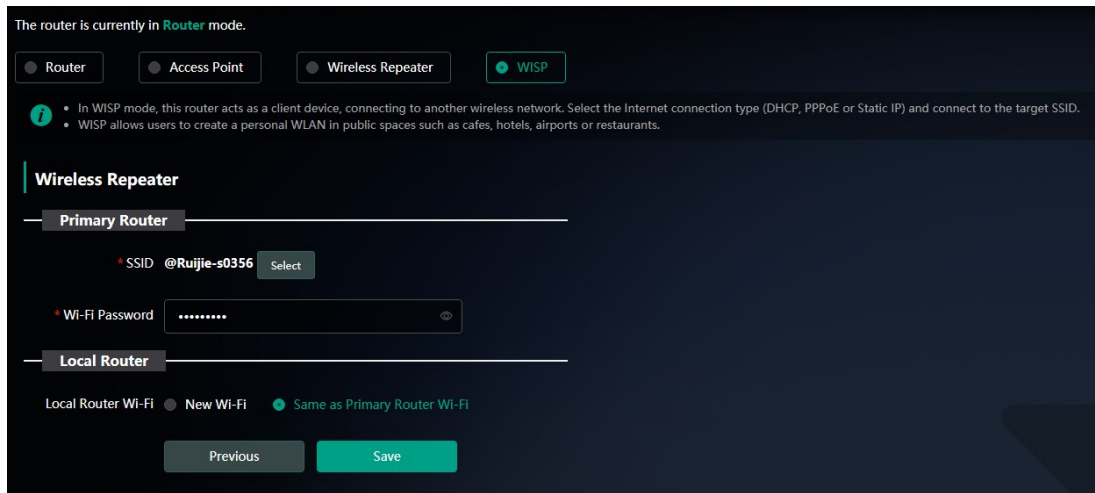 The router is currently in Router mode.
Router Access Point Wireless Repeater WISP
i
• In WISP mode, this router acts as a client device, connecting to another wireless network. Select the Internet connection type (DHCP, PPPoE or Static IP) and connect to the target SSID.
• WISP allows users to create a personal WLAN in public spaces such as cafes, hotels, airports or restaurants.
Wireless Repeater
Primary Router
* SSID @Ruijie-s0356 Select
* Wi-Fi Password •••••••••
Local Router
Local Router Wi-Fi New Wi-Fi Same as Primary Router Wi-Fi
Previous Save